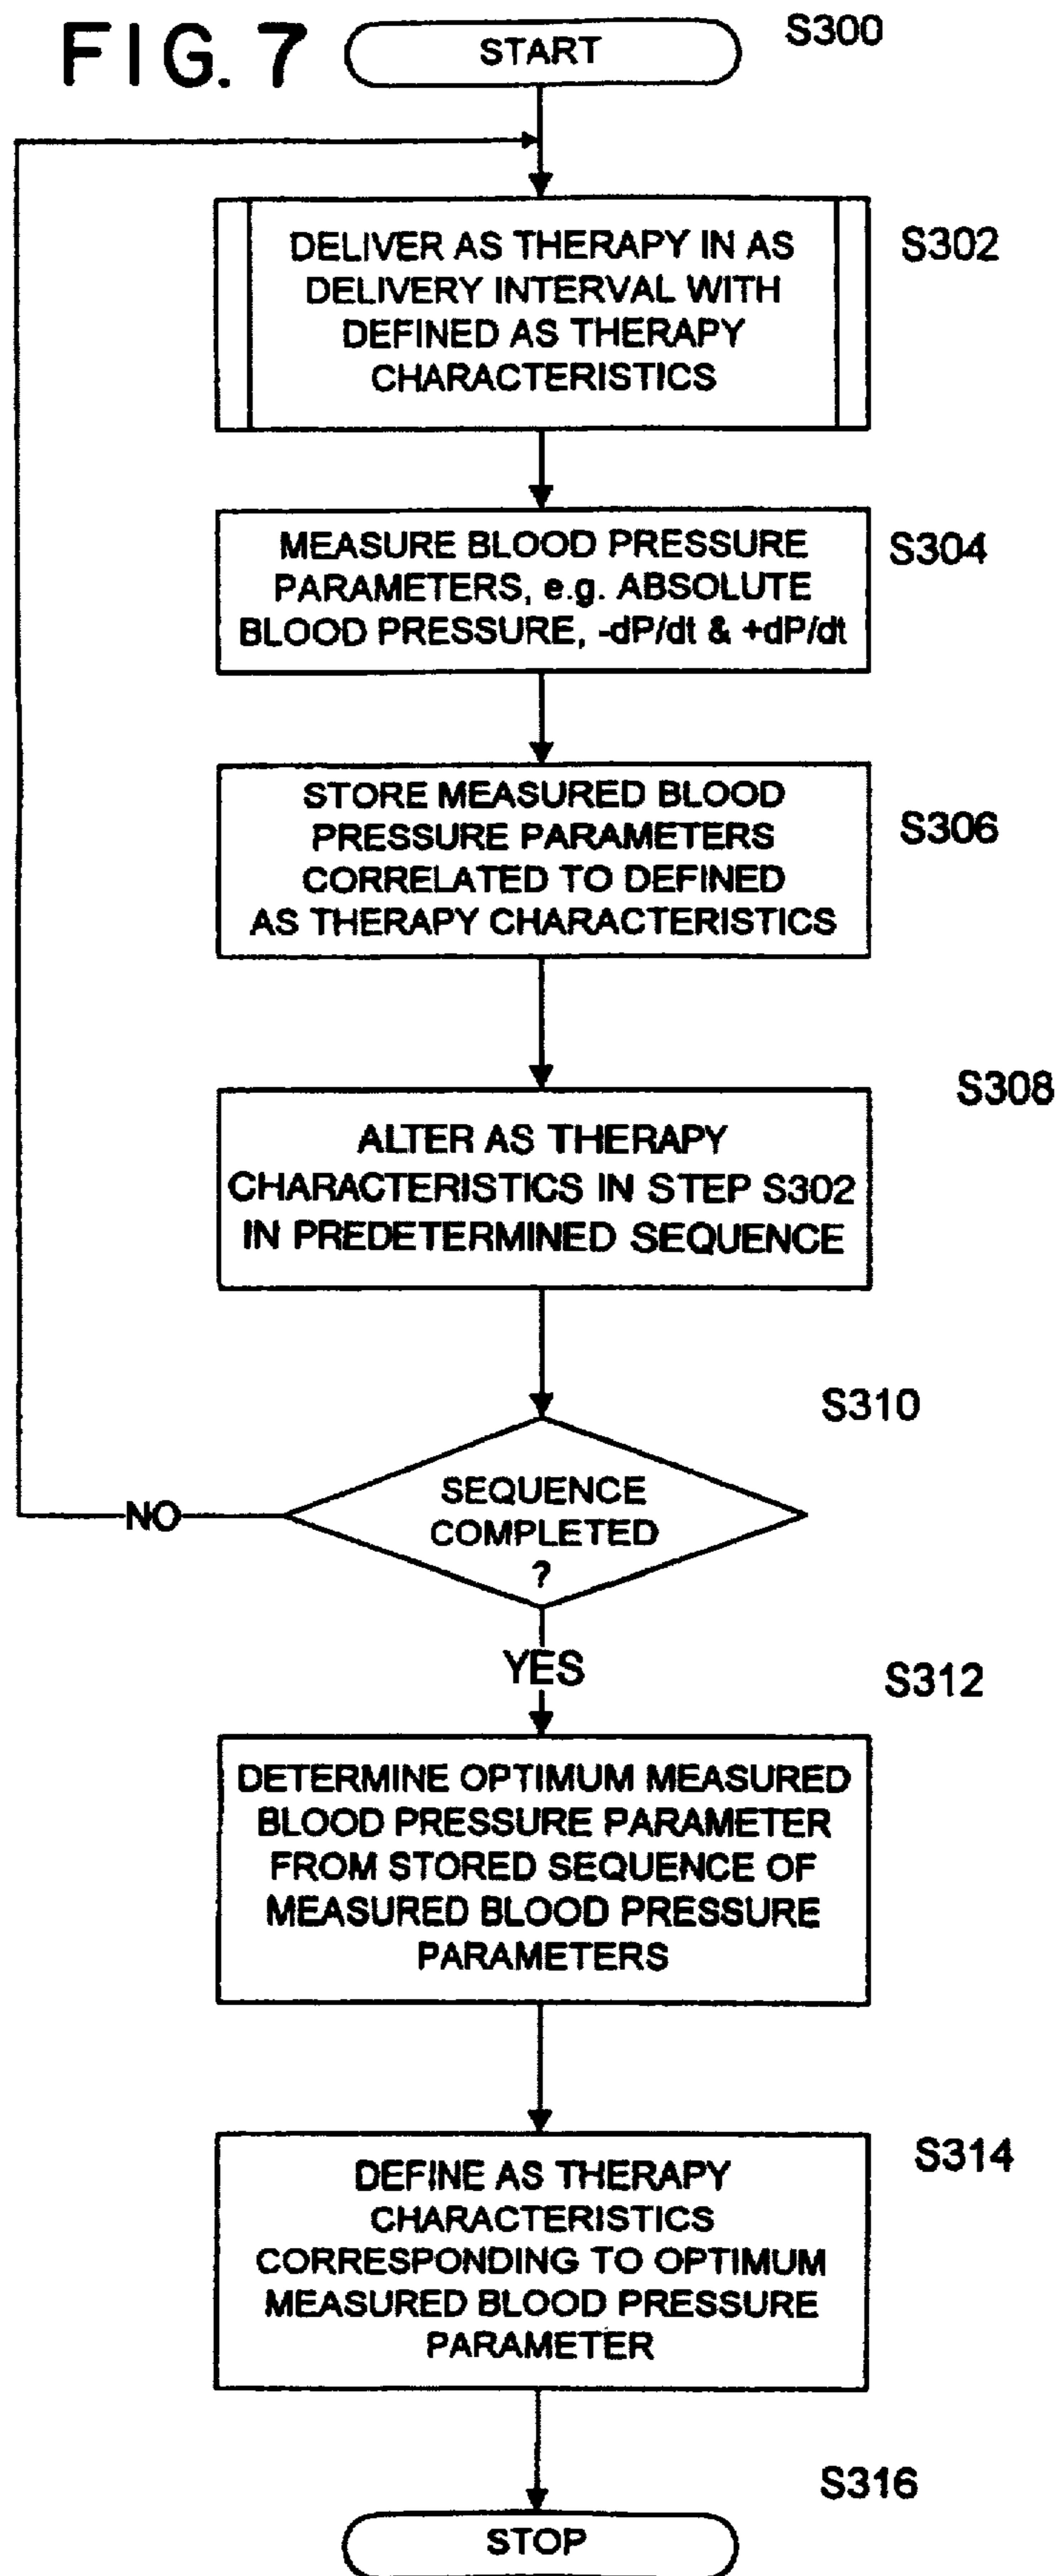 FIG. 7
START
S300
DELIVER AS THERAPY IN AS
DELIVERY INTERVAL WITH
DEFINED AS THERAPY
CHARACTERISTICS
S302
MEASURE BLOOD PRESSURE
PARAMETERS, e.g. ABSOLUTE
BLOOD PRESSURE, -dP/dt & +dP/dt
S304
STORE MEASURED BLOOD
PRESSURE PARAMETERS
CORRELATED TO DEFINED
AS THERAPY CHARACTERISTICS
S306
ALTER AS THERAPY
CHARACTERISTICS IN STEP S302
IN PREDETERMINED SEQUENCE
S308
SEQUENCE
COMPLETED
?
S310
NO
YES
DETERMINE OPTIMUM MEASURED
BLOOD PRESSURE PARAMETER
FROM STORED SEQUENCE OF
MEASURED BLOOD PRESSURE
PARAMETERS
S312
DEFINE AS THERAPY
CHARACTERISTICS
CORRESPONDING TO OPTIMUM
MEASURED BLOOD PRESSURE
PARAMETER
S314
STOP
S316